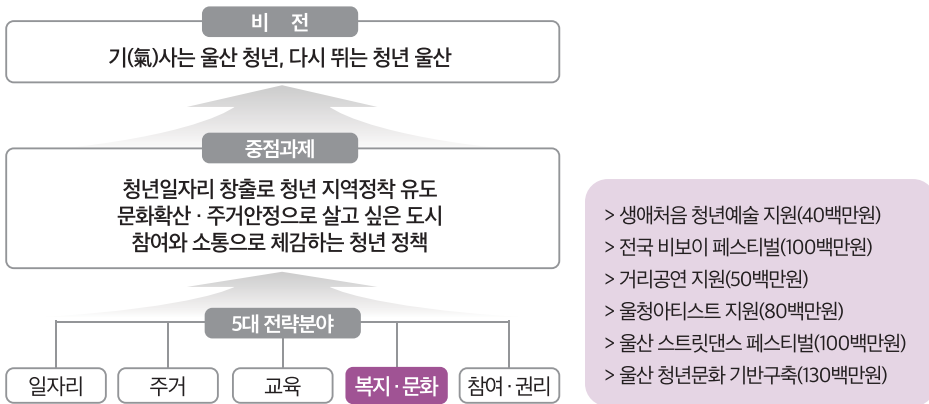 비 전
기(氣)사는 울산 청년, 다시 뛰는 청년 울산
중점과제
청년일자리 창출로 청년 지역정착 유도
문화확산 · 주거안정으로 살고 싶은 도시
참여와 소통으로 체감하는 청년 정책
5대 전략분야
일자리
주거
교육
복지 · 문화
참여 · 권리
> 생애처음 청년예술 지원(40백만원)
> 전국 비보이 페스티벌(100백만원)
> 거리공연 지원(50백만원)
> 울청아티스트 지원(80백만원)
> 울산 스트릿댄스 페스티벌(100백만원)
> 울산 청년문화 기반구축(130백만원)